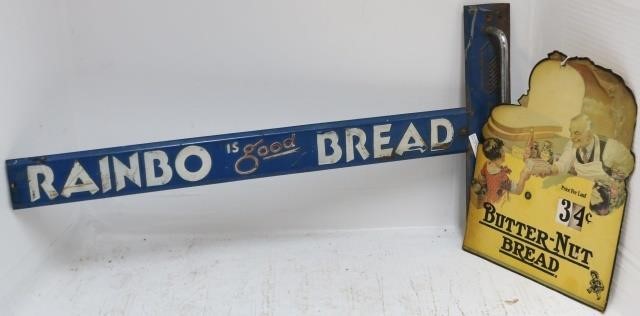 RAINBO IS good BREAD
Price Per Loaf
34¢
BUTTER-NUT
BREAD